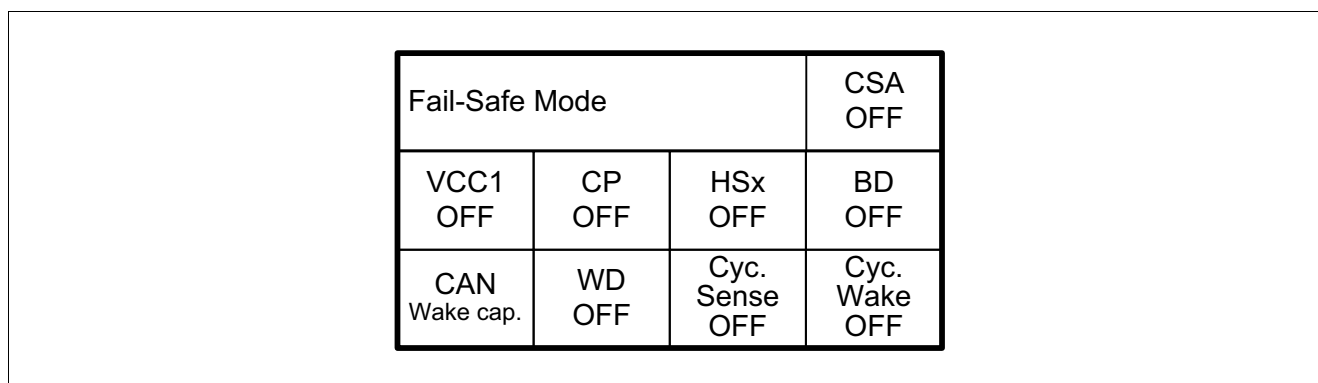 Fail-Safe Mode
CSA
OFF
VCC1
OFF
CP
OFF
HSx
OFF
BD
OFF
CAN
Wake cap.
WD
OFF
Cyc.
Sense
OFF
Cyc.
Wake
OFF